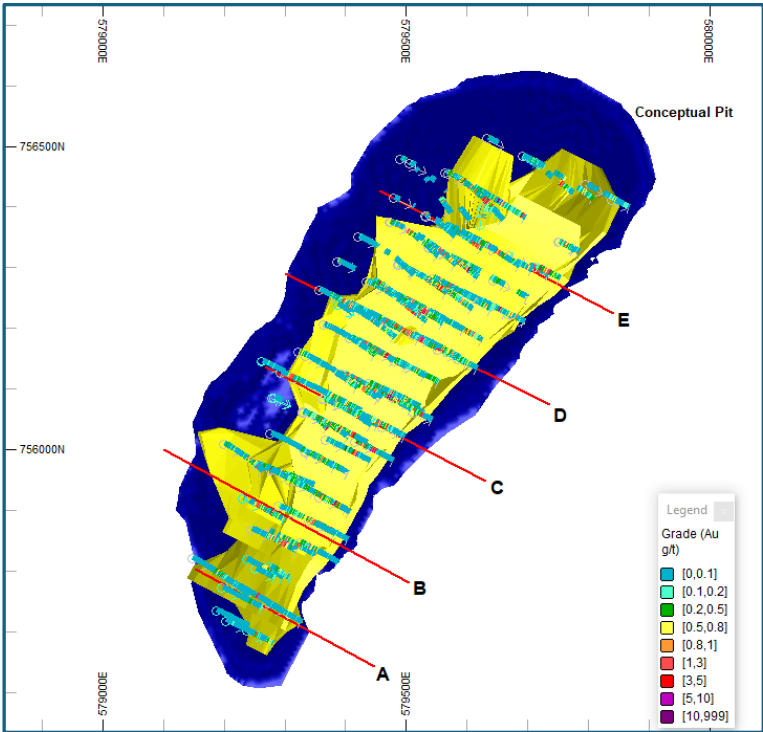 579000E
579500E
580000E
Conceptual Pit
756500N
E
D
C
756000N
B
A
579000E
579500E
Legend x
Grade (Au
g/t)
[0,0.1]
[0.1,0.2]
[0.2,0.5]
[0.5,0.8]
[0.8,1]
[1,3]
[3,5]
[5,10]
[10,999]